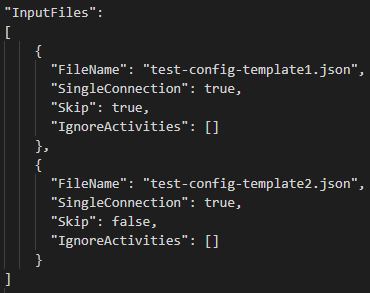 "InputFiles":
[
    {
      "FileName": "test-config-template1.json",
      "SingleConnection": true,
      "Skip": true,
      "IgnoreActivities": []
    },
    {
      "FileName": "test-config-template2.json",
      "SingleConnection": true,
      "Skip": false,
      "IgnoreActivities": []
    }
]